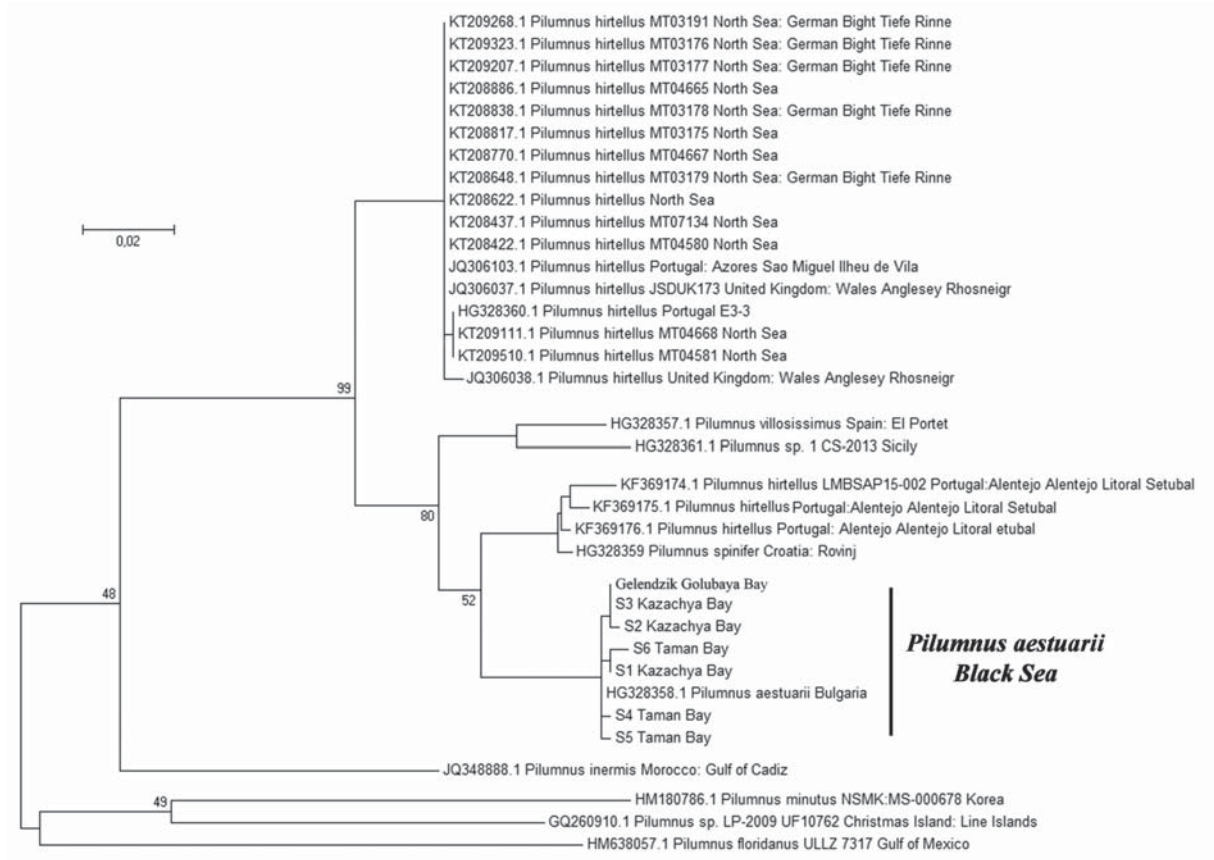 KT209268.1 Pilumnus hirtellus MT03191 North Sea: German Bight Tiefe Rinne
KT209323.1 Pilumnus hirtellus MT03176 North Sea: German Bight Tiefe Rinne
KT209207.1 Pilumnus hirtellus MT03177 North Sea: German Bight Tiefe Rinne
KT208886.1 Pilumnus hirtellus MT04665 North Sea
KT208838.1 Pilumnus hirtellus MT03178 North Sea: German Bight Tiefe Rinne
KT208817.1 Pilumnus hirtellus MT03175 North Sea
KT208770.1 Pilumnus hirtellus MT04667 North Sea
KT208648.1 Pilumnus hirtellus MT03179 North Sea: German Bight Tiefe Rinne
KT208622.1 Pilumnus hirtellus North Sea
KT208437.1 Pilumnus hirtellus MT07134 North Sea
0,02
KT208422.1 Pilumnus hirtellus MT04580 North Sea
JQ306103.1 Pilumnus hirtellus Portugal: Azores Sao Miguel Ilheu de Vila
JQ306037.1 Pilumnus hirtellus JSDUK173 United Kingdom: Wales Anglesey Rhosneigr
HG328360.1 Pilumnus hirtellus Portugal E3-3
KT209111.1 Pilumnus hirtellus MT04668 North Sea
KT209510.1 Pilumnus hirtellus MT04581 North Sea
JQ306038.1 Pilumnus hirtellus United Kingdom: Wales Anglesey Rhosneigr
99
HG328357.1 Pilumnus villosissimus Spain: El Portet
HG328361.1 Pilumnus sp. 1 CS-2013 Sicily
KF369174.1 Pilumnus hirtellus LMBSAP15-002 Portugal:Alentejo Alentejo Litoral Setubal
KF369175.1 Pilumnus hirtellus Portugal:Alentejo Alentejo Litoral Setubal
80
KF369176.1 Pilumnus hirtellus Portugal: Alentejo Alentejo Litoral etubal
HG328359 Pilumnus spinifer Croatia: Rovinj
Gelendzik Golubaya Bay
48
52
S3 Kazachya Bay
S2 Kazachya Bay
S6 Taman Bay
S1 Kazachya Bay
HG328358.1 Pilumnus aestuarii Bulgaria
S4 Taman Bay
S5 Taman Bay
Pilumnus aestuarii
Black Sea
JQ348888.1 Pilumnus inermis Morocco: Gulf of Cadiz
49
HM180786.1 Pilumnus minutus NSMK:MS-000678 Korea
GQ260910.1 Pilumnus sp. LP-2009 UF10762 Christmas Island: Line Islands
HM638057.1 Pilumnus floridanus ULLZ 7317 Gulf of Mexico